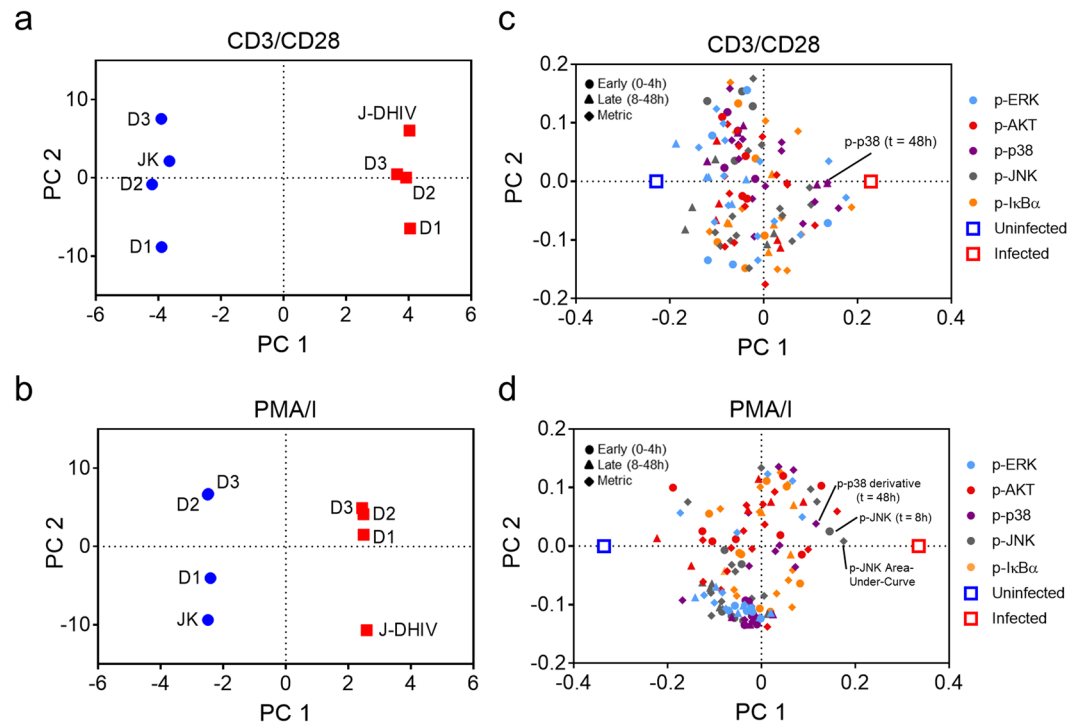 a
CD3/CD28
PC 2
10
0
-10
D3
JK
D2
D1
J-DHIV
D3
D2
D1
-6
-4
-2
0
2
4
6
PC 1
c
CD3/CD28
PC 2
0.2
0.1
0.0
-0.1
-0.2
Early (0-4h)
Late (8-48h)
Metric
p-p38 (t = 48h)
-0.4
-0.2
0
0.2
0.4
PC 1
p-ERK
p-AKT
p-p38
p-JNK
p-IκBα
Uninfected
Infected
b
PMA/I
PC 2
10
0
-10
D3
D2
D1
JK
D3
D2
D1
J-DHIV
-6
-4
-2
0
2
4
6
PC 1
d
PMA/I
PC 2
0.2
0.1
0.0
-0.1
-0.2
Early (0-4h)
Late (8-48h)
Metric
p-p38 derivative
(t = 48h)
p-JNK (t = 8h)
p-JNK Area-
Under-Curve
-0.4
-0.2
0
0.2
0.4
PC 1
p-ERK
p-AKT
p-p38
p-JNK
p-IκBα
Uninfected
Infected